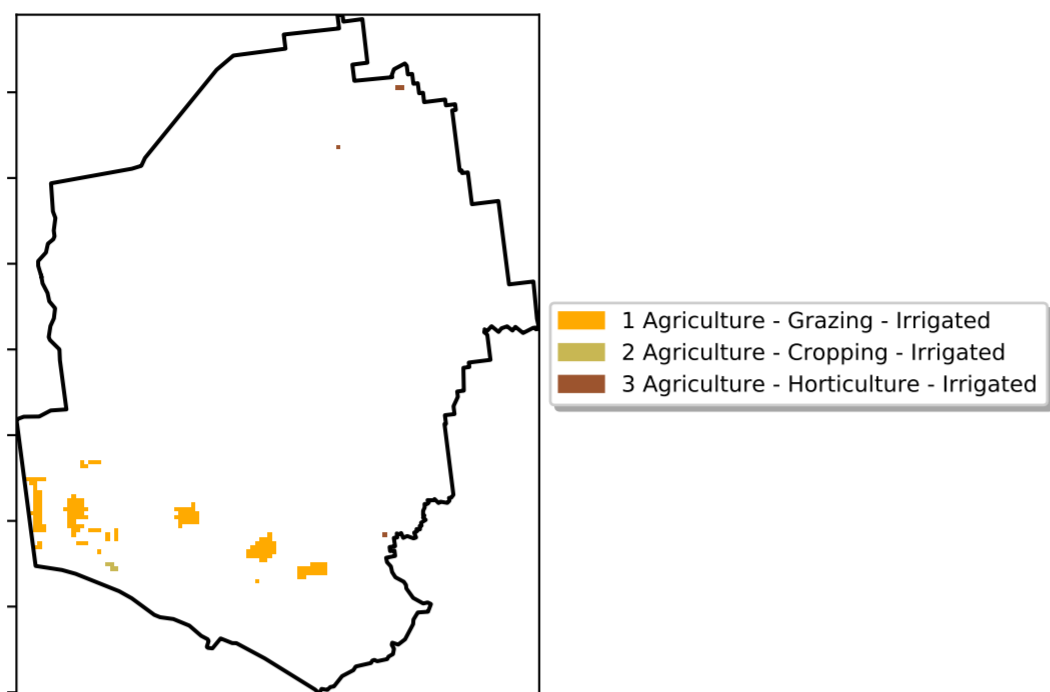 1 Agriculture - Grazing - Irrigated
2 Agriculture - Cropping - Irrigated
3 Agriculture - Horticulture - Irrigated